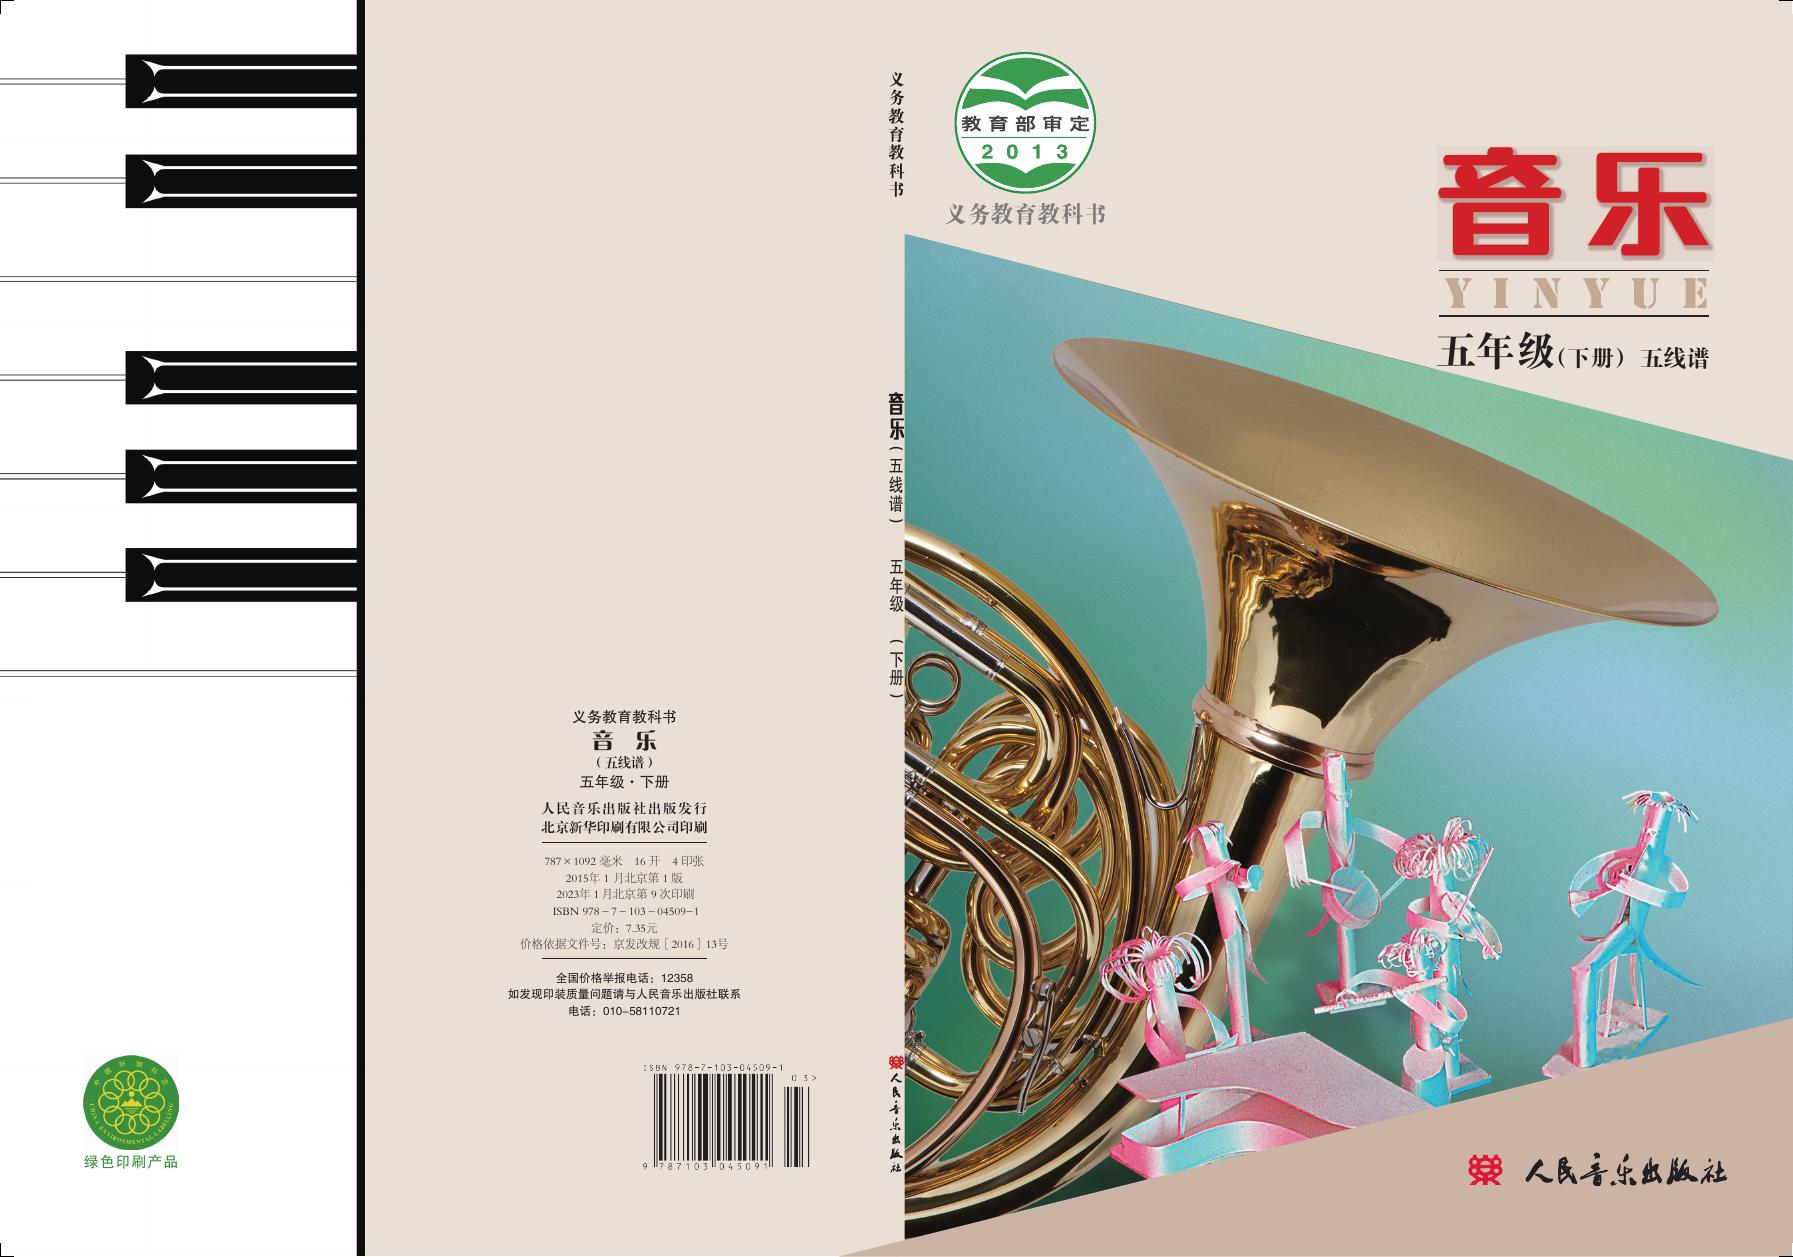 中国环境标志
CHINA ENVIRONMENTAL LABELLING
绿色印刷产品
义务教育教科书
音 乐
（五线谱）
五年级·下册
人民音乐出版社出版发行
北京新华印刷有限公司印刷
787×1092 毫米 16 开 4 印张
2015年 1 月北京第 1 版
2023年 1 月北京第 9 次印刷
ISBN 978-7-103-04509-1
定价：7.35元
价格依据文件号：京发改规［2016］13号
全国价格举报电话：12358
如发现印装质量问题请与人民音乐出版社联系
电话：010-58110721
ISBN 978-7-103-04509-1
03>
9 787103 045091
义务教育教科书
音乐（五线谱） 五年级 （下册）
人民音乐出版社
教育部审定
2013
义务教育教科书
音乐
YINYUE
五年级（下册） 五线谱
人民音乐出版社